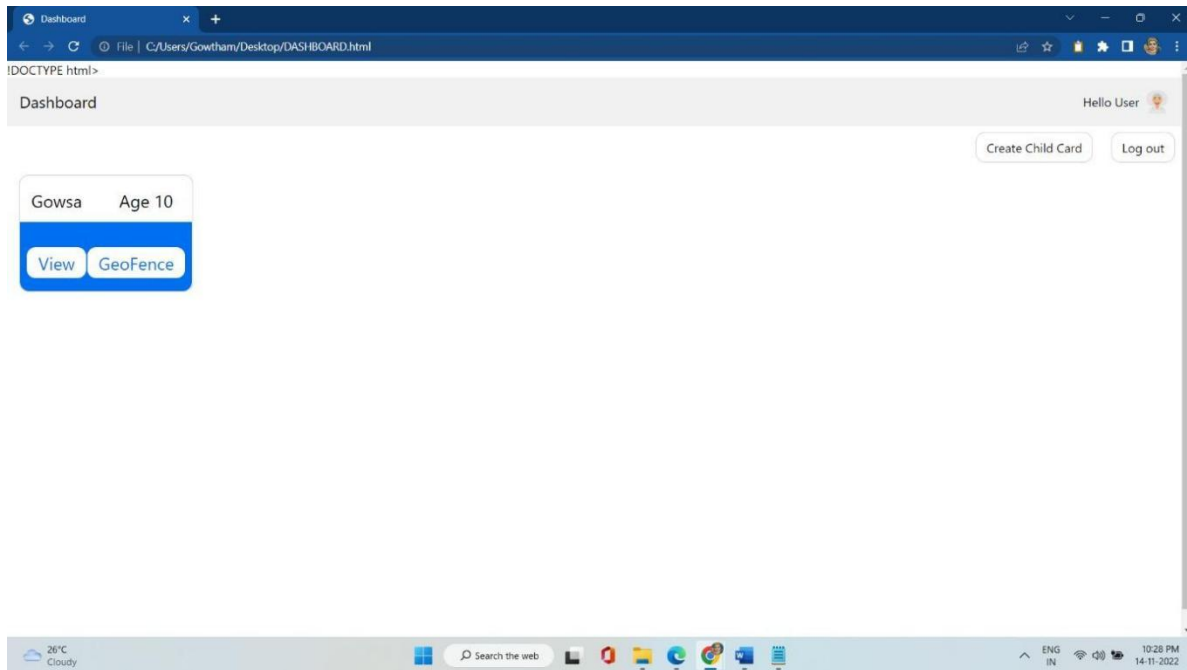 Dashboard
File | C:/Users/Gowtham/Desktop/DASHBOARD.html
!DOCTYPE html>
Dashboard Hello User
Create Child Card Log out
Gowsa Age 10
View GeoFence
26°C
Cloudy
Search the web
ENG
IN
10:28 PM
14-11-2022